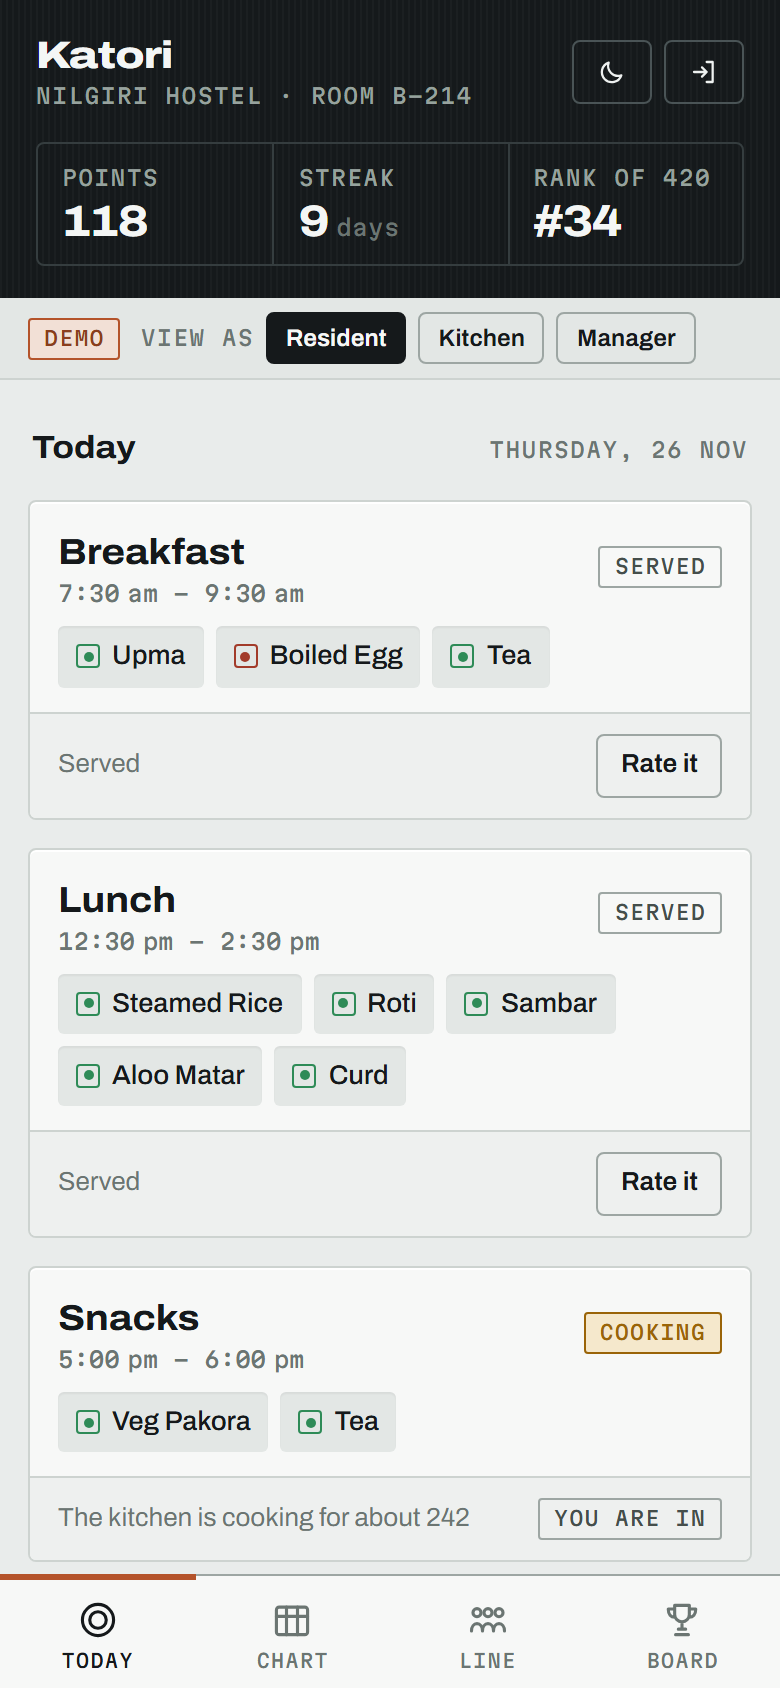 Katori
NILGIRI HOSTEL · ROOM B–214
POINTS
118
STREAK
9 days
RANK OF 420
#34
DEMO
VIEW AS
Resident
Kitchen
Manager
Today
THURSDAY, 26 NOV
Breakfast
7:30 am – 9:30 am
SERVED
Upma
Boiled Egg
Tea
Served
Rate it
Lunch
12:30 pm – 2:30 pm
SERVED
Steamed Rice
Roti
Sambar
Aloo Matar
Curd
Served
Rate it
Snacks
5:00 pm – 6:00 pm
COOKING
Veg Pakora
Tea
The kitchen is cooking for about 242
YOU ARE IN
TODAY
CHART
LINE
BOARD